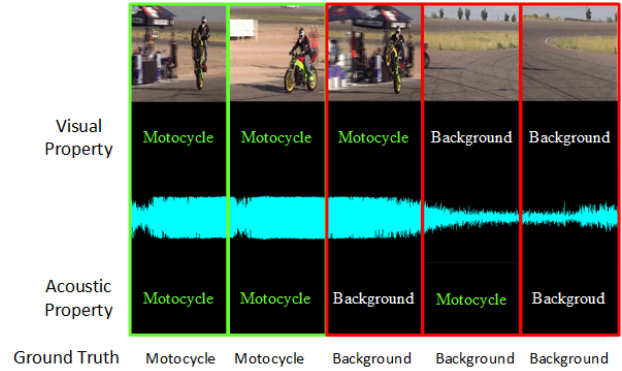 Visual Property
Motocycle Motocycle Motocycle Background Background
Acoustic Property
Motocycle Motocycle Background Motocycle Backgroud
Ground Truth Motocycle Motocycle Background Background Background